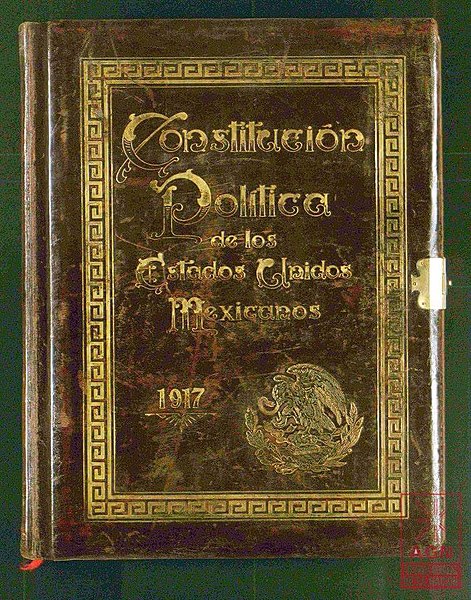 Constitución
Política
de los
Estados Unidos
Mexicanos
1917